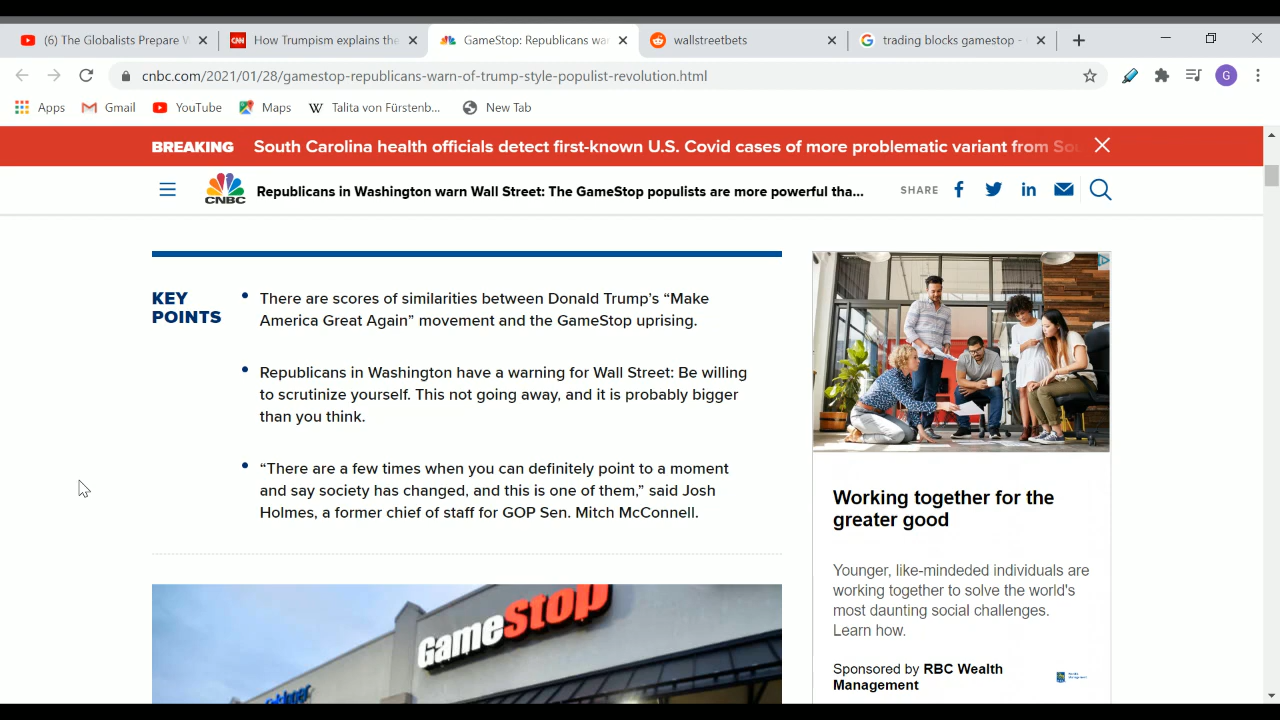 (6) The Globalists Prepare W
How Trumpism explains the
GameStop: Republicans wa
wallstreetbets
trading blocks gamestop -
cnbc.com/2021/01/28/gamestop-republicans-warn-of-trump-style-populist-revolution.html
G
Apps
Gmail
YouTube
Maps
Talita von Fürstenb...
New Tab
BREAKING South Carolina health officials detect first-known U.S. Covid cases of more problematic variant from Sou
CNBC
Republicans in Washington warn Wall Street: The GameStop populists are more powerful tha...
SHARE
KEY
POINTS
There are scores of similarities between Donald Trump's “Make
America Great Again” movement and the GameStop uprising.
Republicans in Washington have a warning for Wall Street: Be willing
to scrutinize yourself. This not going away, and it is probably bigger
than you think.
“There are a few times when you can definitely point to a moment
and say society has changed, and this is one of them,” said Josh
Holmes, a former chief of staff for GOP Sen. Mitch McConnell.
GameStop
Working together for the
greater good
Younger, like-mindeded individuals are
working together to solve the world's
most daunting social challenges.
Learn how.
Sponsored by RBC Wealth
Management